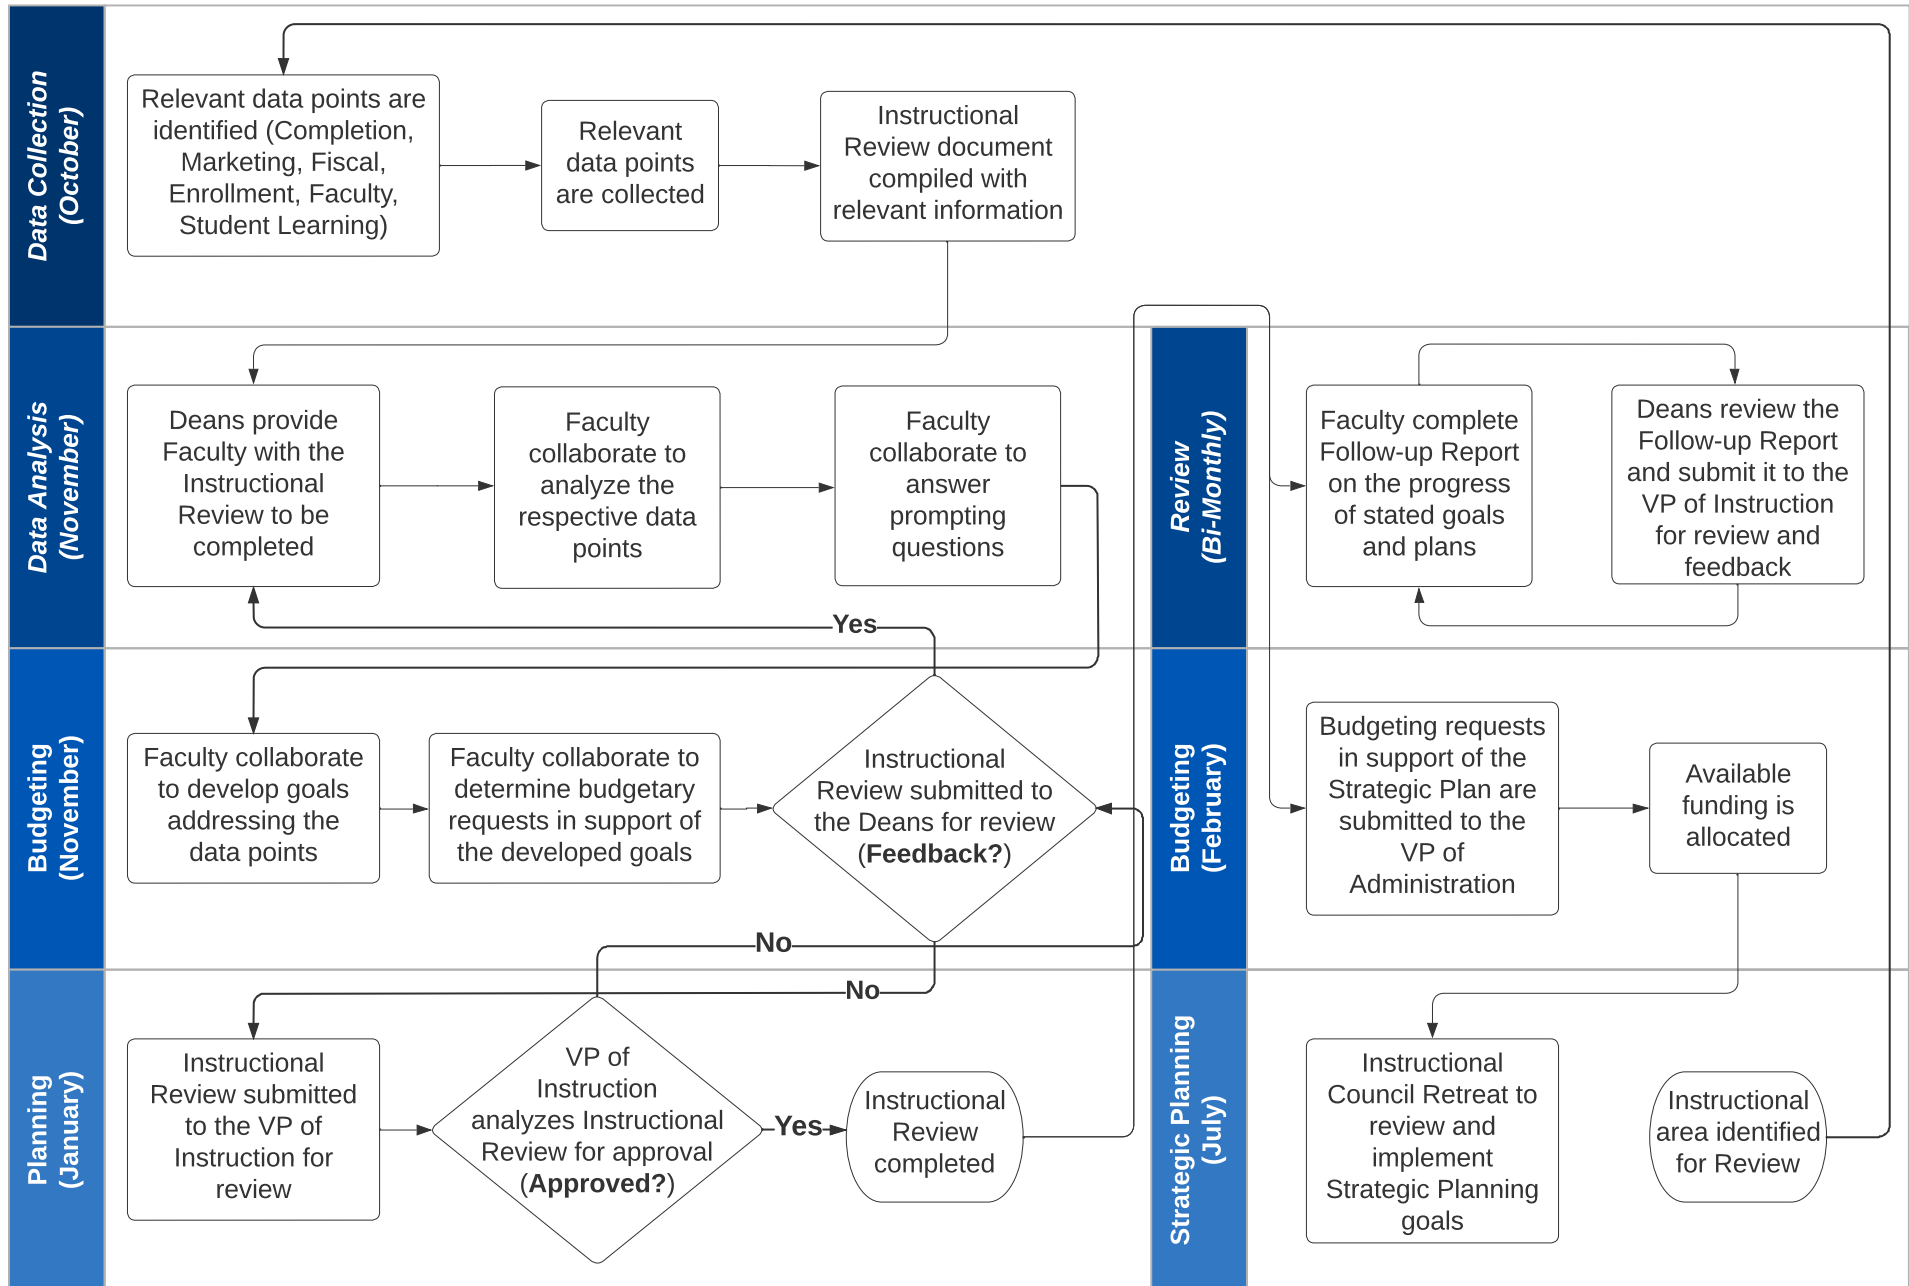 Data Collection
(October)
Relevant data points are
identified (Completion,
Marketing, Fiscal,
Enrollment, Faculty,
Student Learning)
Relevant
data points
are collected
Instructional
Review document
compiled with
relevant information
Data Analysis
(November)
Deans provide
Faculty with the
Instructional
Review to be
completed
Faculty
collaborate to
analyze the
respective data
points
Faculty
collaborate to
answer
prompting
questions
Yes
Review
(Bi-Monthly)
Faculty complete
Follow-up Report
on the progress
of stated goals
and plans
Deans review the
Follow-up Report
and submit it to the
VP of Instruction
for review and
feedback
Budgeting
(November)
Faculty collaborate
to develop goals
addressing the
data points
Faculty collaborate to
determine budgetary
requests in support of
the developed goals
Instructional
Review submitted to
the Deans for review
(Feedback?)
No
Budgeting
(February)
Budgeting requests
in support of the
Strategic Plan are
submitted to the
VP of
Administration
Available
funding is
allocated
Planning
(January)
No
Instructional
Review submitted
to the VP of
Instruction for
review
VP of
Instruction
analyzes Instructional
Review for approval
(Approved?)
Yes
Instructional
Review
completed
Strategic Planning
(July)
Instructional
Council Retreat to
review and
implement
Strategic Planning
goals
Instructional
area identified
for Review